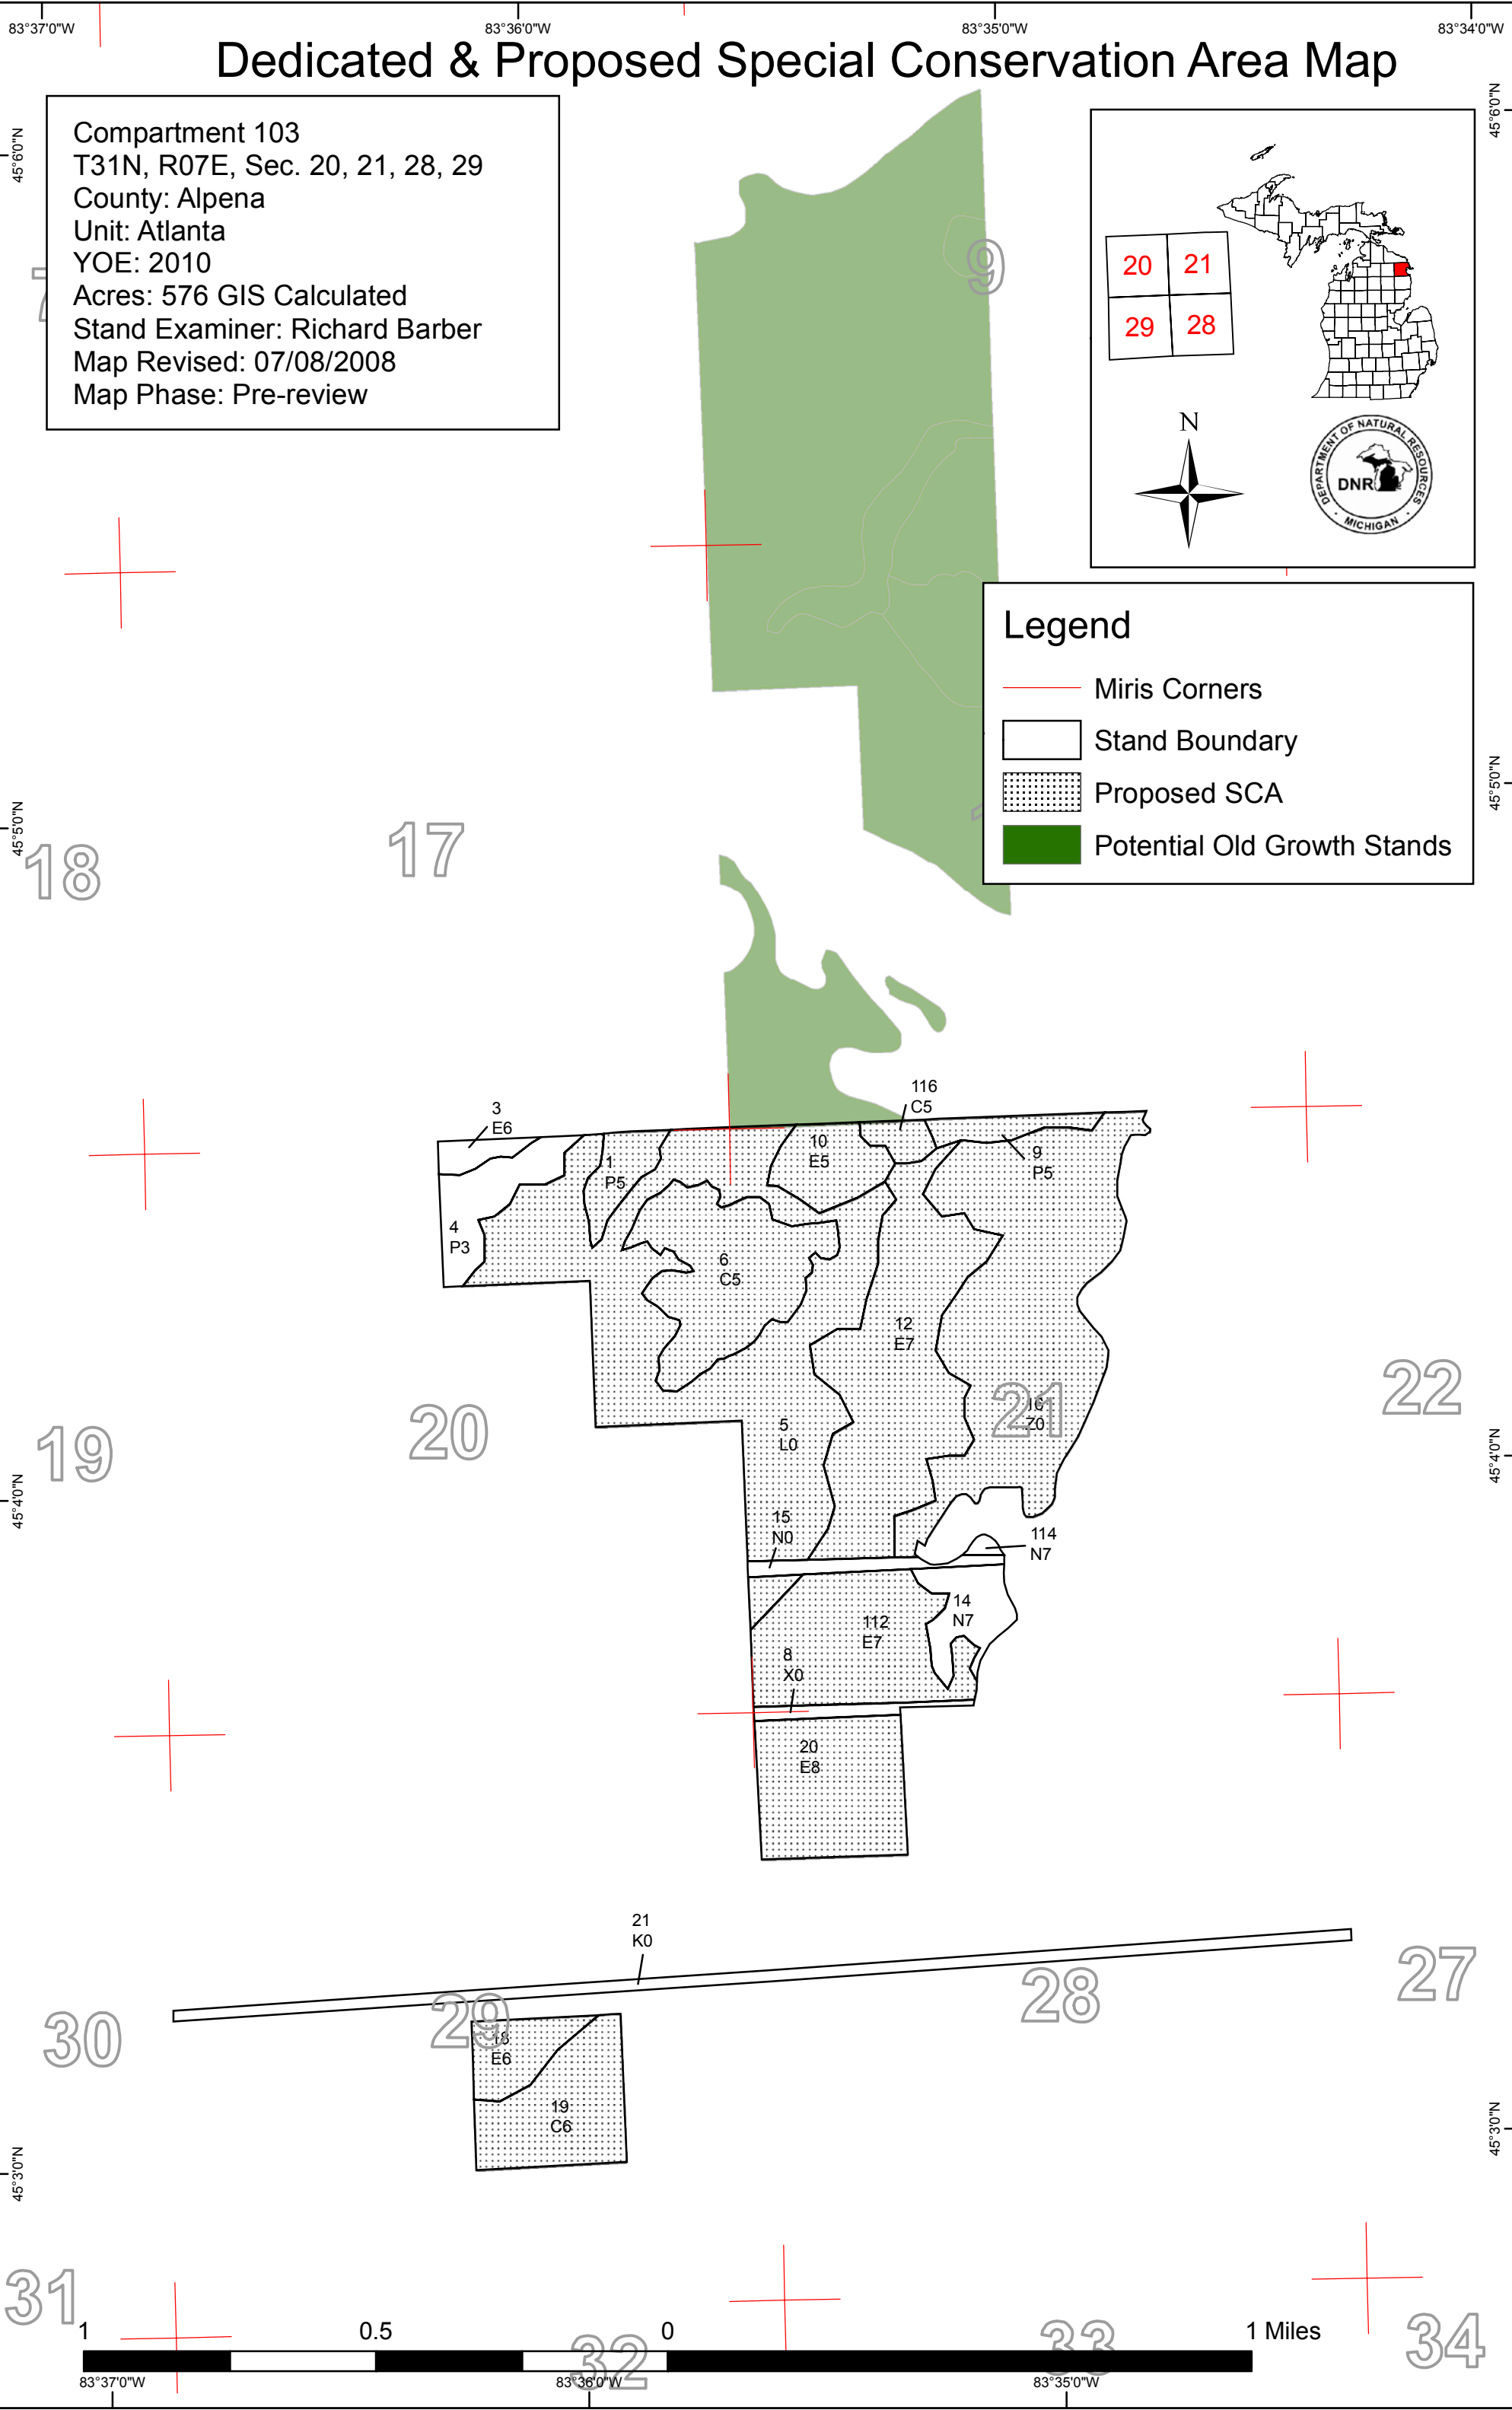 83°37'0"W 83°36'0"W 83°35'0"W 83°34'0"W
Dedicated & Proposed Special Conservation Area Map
45°6'0"N
45°6'0"N
Compartment 103
T31N, R07E, Sec. 20, 21, 28, 29
County: Alpena
Unit: Atlanta
YOE: 2010
Acres: 576 GIS Calculated
Stand Examiner: Richard Barber
Map Revised: 07/08/2008
Map Phase: Pre-review
20 21
29 28
N
DEPARTMENT OF NATURAL RESOURCES
DNR
MICHIGAN
9
Legend
Miris Corners
Stand Boundary
Proposed SCA
Potential Old Growth Stands
45°5'0"N
45°5'0"N
18
17
3
E6
116
C5
10
E5
1
P5
9
P5
4
P3
6
C5
12
E7
16
Z0
5
L0
19
20
21
22
45°4'0"N
45°4'0"N
15
N0
114
N7
14
N7
112
E7
8
X0
20
E8
21
K0
30
29
28
27
18
E6
19
C6
45°3'0"N
45°3'0"N
31
32
33
34
1 0.5 0 1 Miles
83°37'0"W 83°36'0"W 83°35'0"W